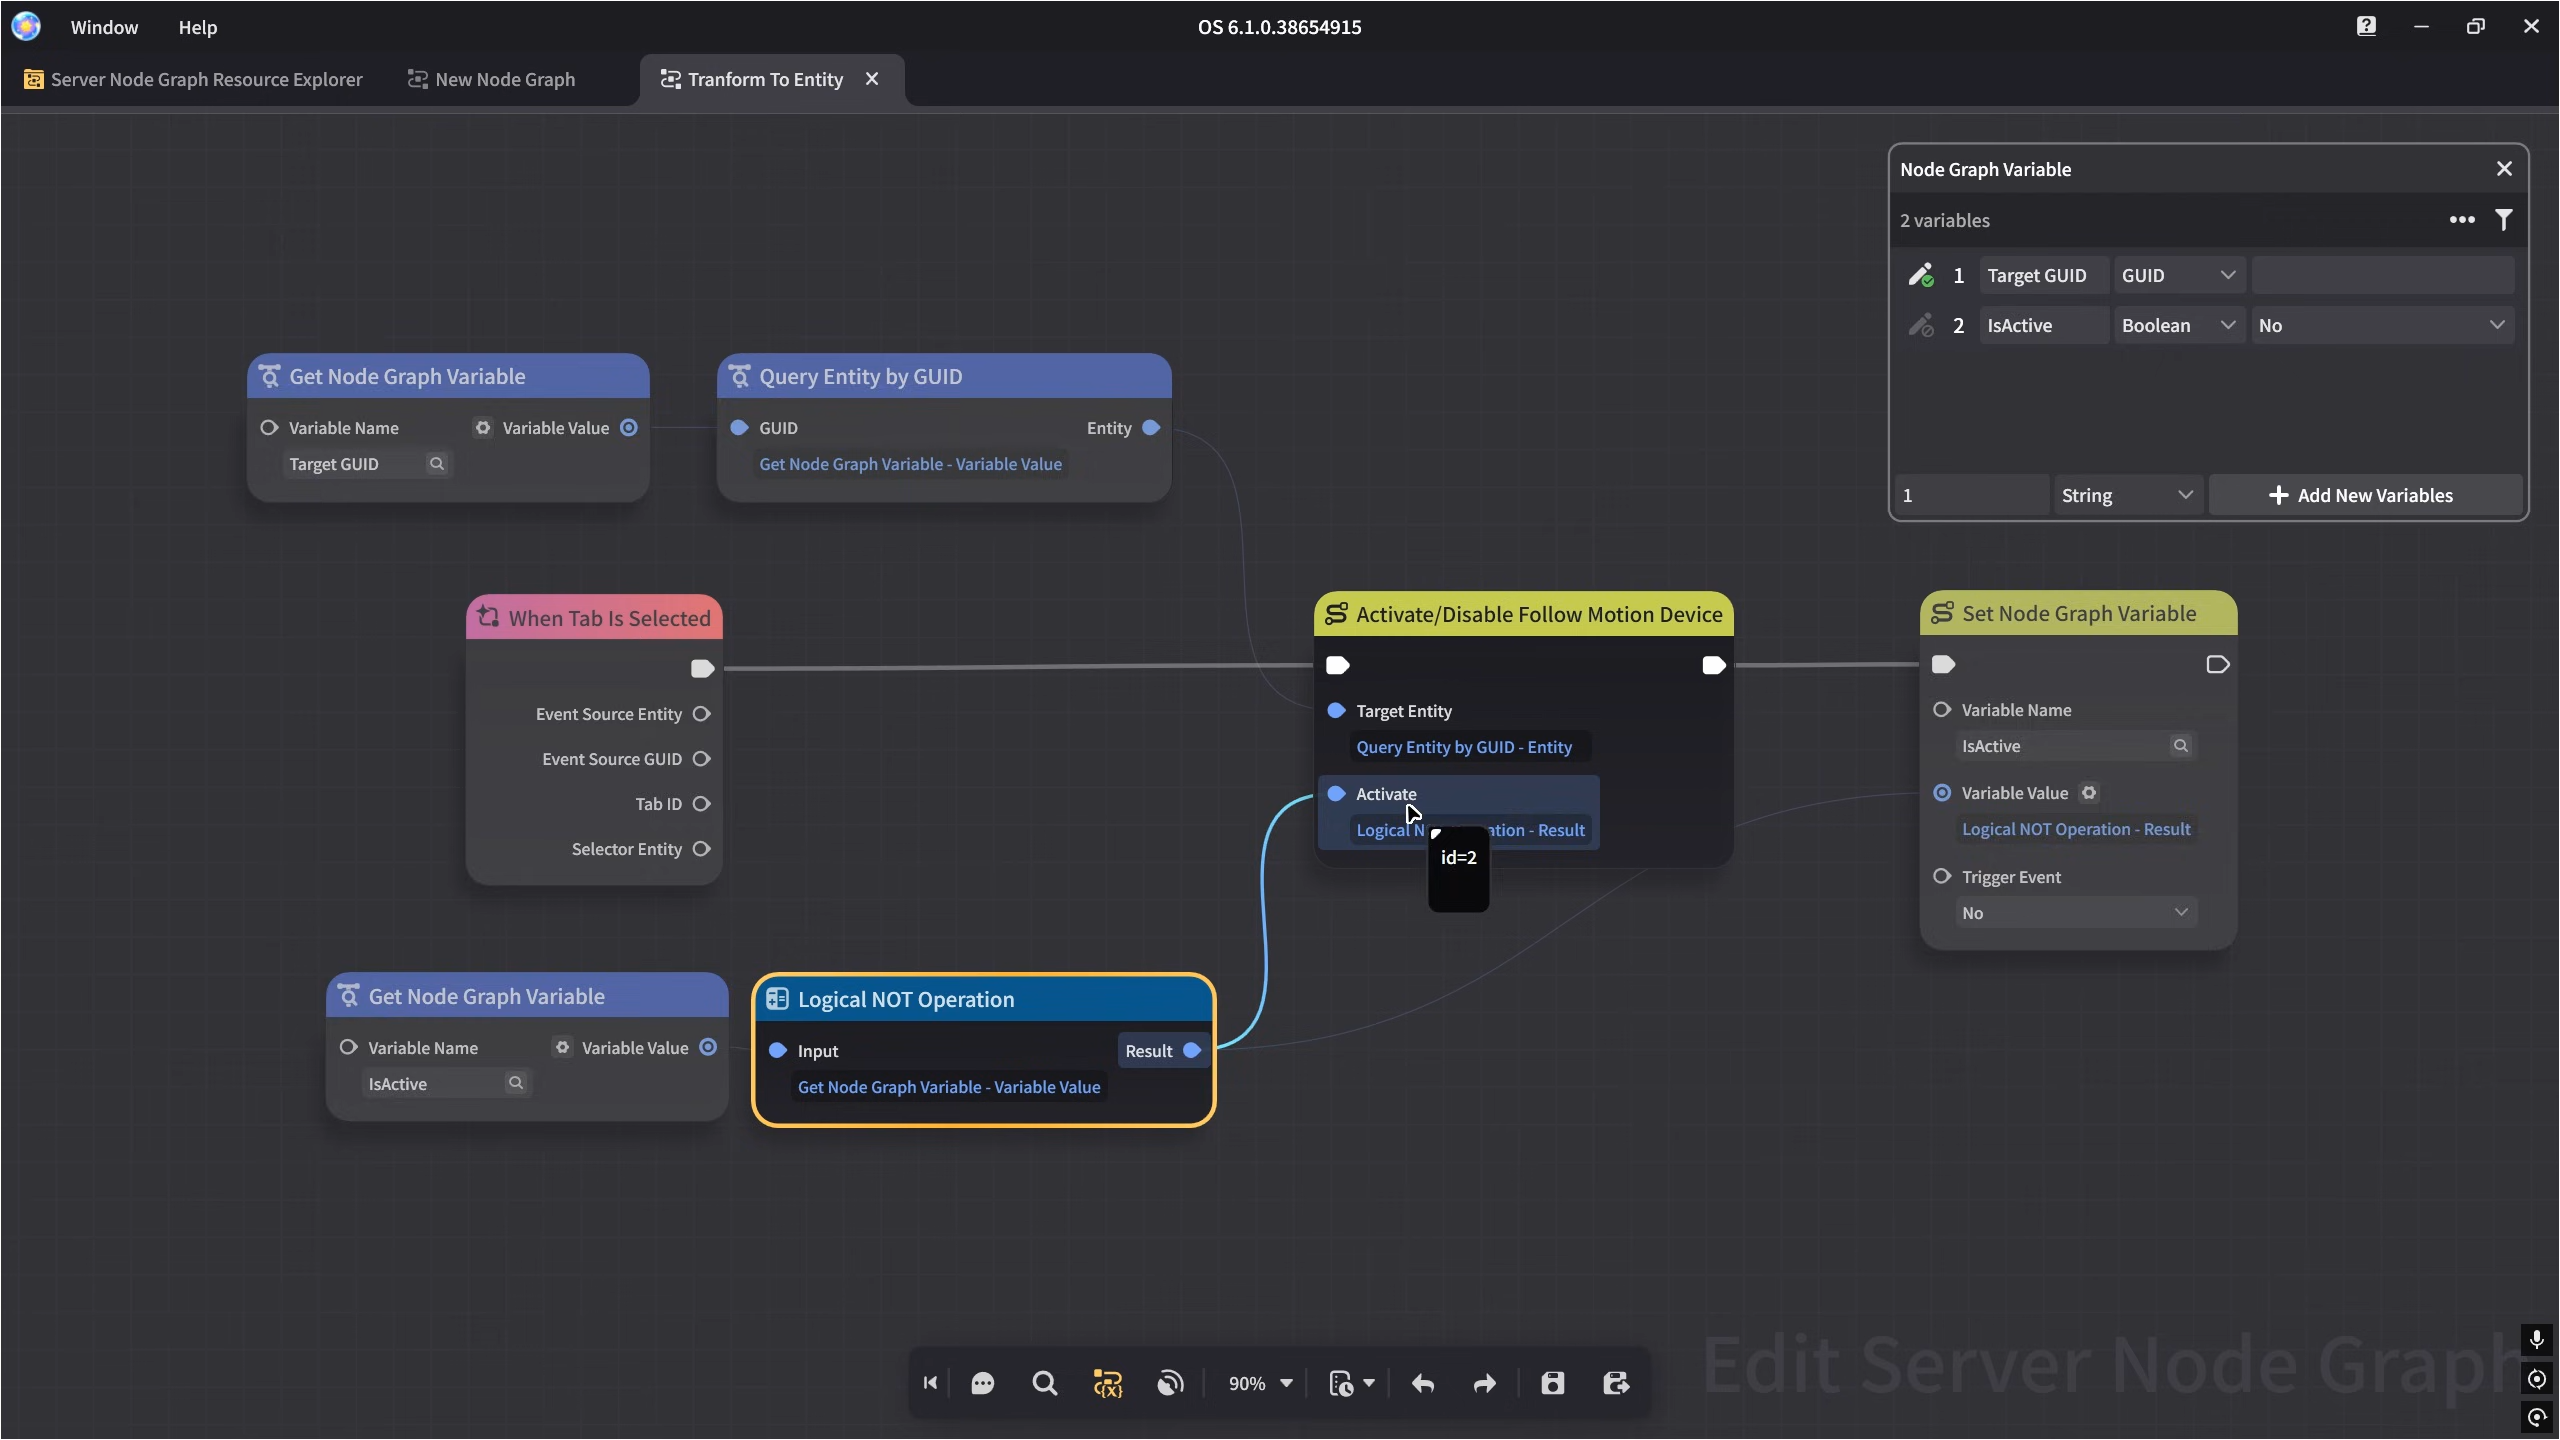 Window Help OS 6.1.0.38654915
Server Node Graph Resource Explorer New Node Graph Tranform To Entity
Node Graph Variable
2 variables
1 Target GUID GUID
2 IsActive Boolean No
1 String Add New Variables
Get Node Graph Variable
Variable Name Variable Value
Target GUID
Query Entity by GUID
GUID Entity
Get Node Graph Variable - Variable Value
When Tab Is Selected
Event Source Entity
Event Source GUID
Tab ID
Selector Entity
Activate/Disable Follow Motion Device
Target Entity
Query Entity by GUID - Entity
Activate
Logical N ation - Result
id=2
Set Node Graph Variable
Variable Name
IsActive
Variable Value
Logical NOT Operation - Result
Trigger Event
No
Get Node Graph Variable
Variable Name Variable Value
IsActive
Logical NOT Operation
Input Result
Get Node Graph Variable - Variable Value
90%
Edit Server Node Graph